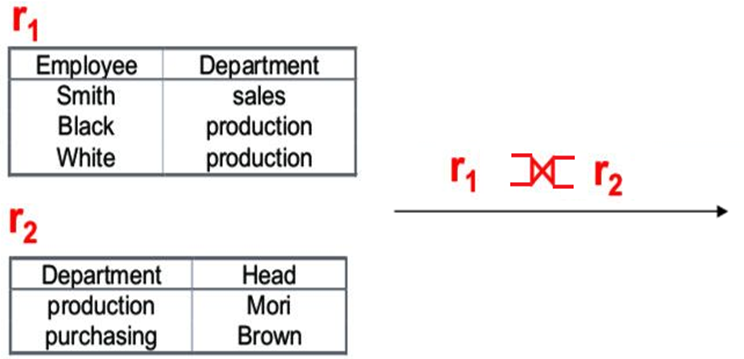 r1
Employee Department
Smith sales
Black production
White production
r1 ⟗ r2
r2
Department Head
production Mori
purchasing Brown